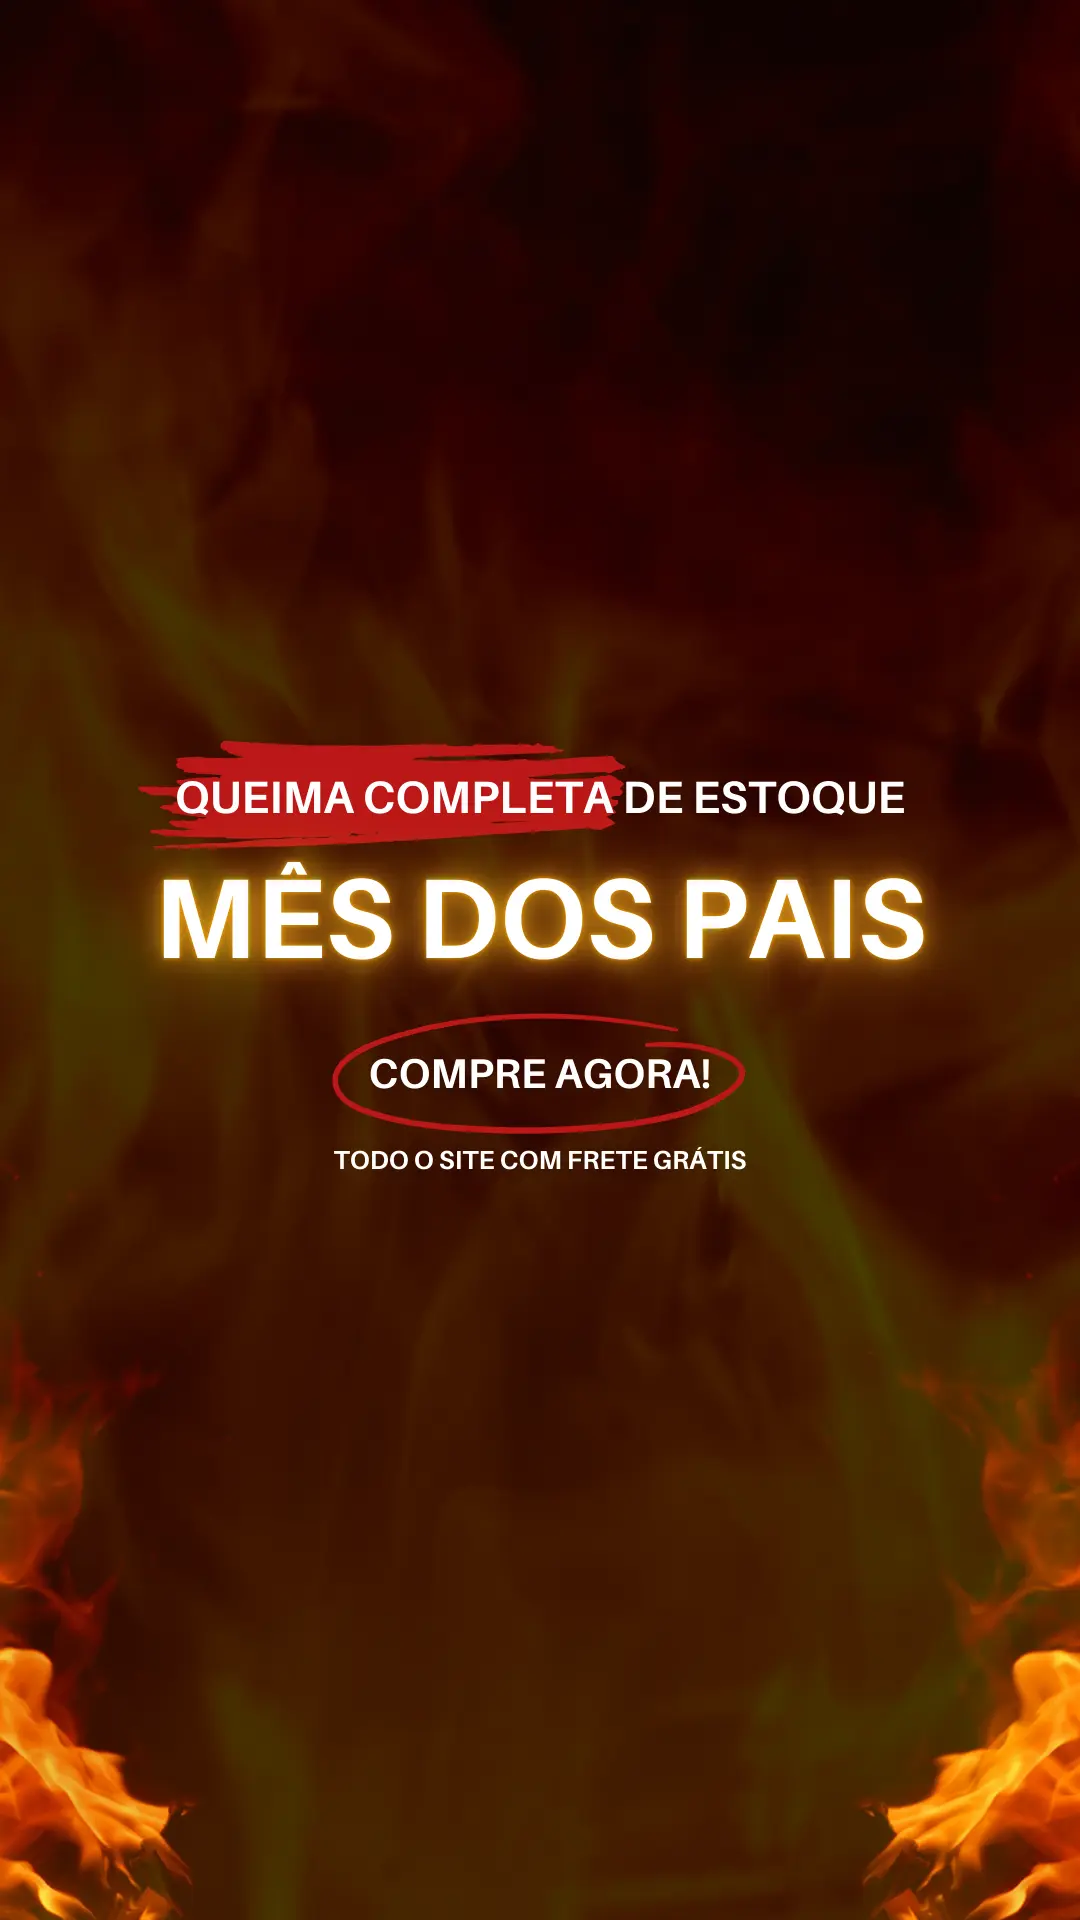 QUEIMA COMPLETA DE ESTOQUE
MÊS DOS PAIS
COMPRE AGORA!
TODO O SITE COM FRETE GRÁTIS